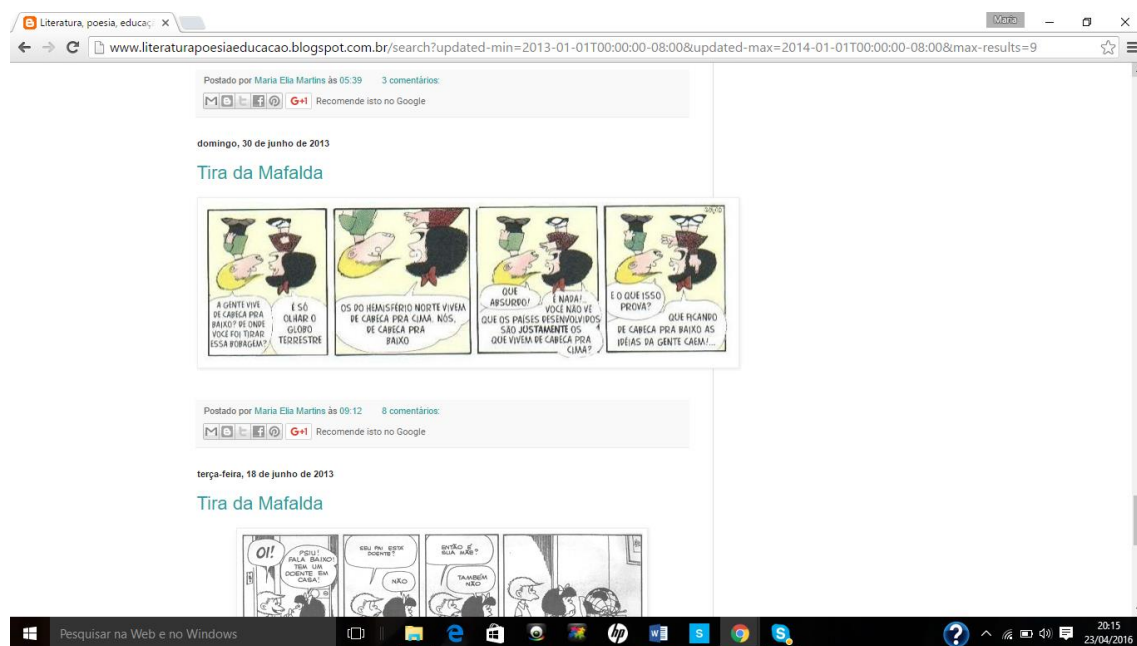 Literatura, poesia, educaç
Maria
www.literaturapoesiaeducacao.blogspot.com.br/search?updated-min=2013-01-01T00:00:00-08:00&updated-max=2014-01-01T00:00:00-08:00&max-results=9
Postado por Maria Elia Martins às 05:39 3 comentários:
G+1 Recomende isto no Google
domingo, 30 de junho de 2013
Tira da Mafalda
A GENTE VIVE
DE CABEÇA PRA
BAIXO? DE ONDE
VOCÊ FOI TIRAR
ESSA BOBAGEM?
É SÓ
OLHAR O
GLOBO
TERRESTRE
OS DO HEMISFÉRIO NORTE VIVEM
DE CABEÇA PRA CIMA. NÓS,
DE CABEÇA PRA
BAIXO
QUE
ABSURDO!
É NADA!...
VOCÊ NÃO VÊ
QUE OS PAÍSES DESENVOLVIDOS
SÃO JUSTAMENTE OS
QUE VIVEM DE CABEÇA PRA
CIMA?
E O QUE ISSO
PROVA?
QUE FICANDO
DE CABEÇA PRA BAIXO AS
IDÉIAS DA GENTE CAEM!...
Postado por Maria Elia Martins às 09:12 8 comentários:
G+1 Recomende isto no Google
terça-feira, 18 de junho de 2013
Tira da Mafalda
OI!
PSIU!
FALA BAIXO!
TEM UM
DOENTE EM
CASA!
SEU PAI ESTÁ
DOENTE?
NÃO
ENTÃO É
SUA MÃE?
TAMBÉM
NÃO
Pesquisar na Web e no Windows
20:15
23/04/2016